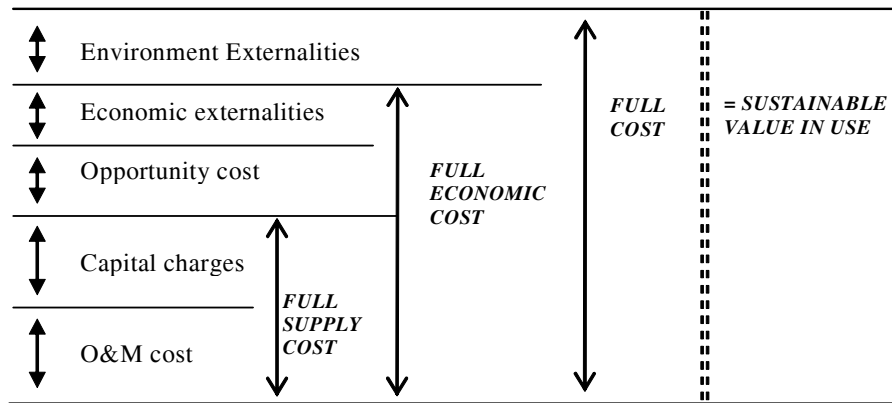 Environment Externalities
Economic externalities
Opportunity cost
Capital charges
O&M cost
FULL
SUPPLY
COST
FULL
ECONOMIC
COST
FULL
COST
= SUSTAINABLE
VALUE IN USE